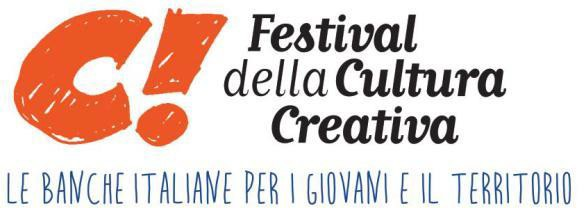 C!
Festival
della Cultura
Creativa
LE BANCHE ITALIANE PER I GIOVANI E IL TERRITORIO